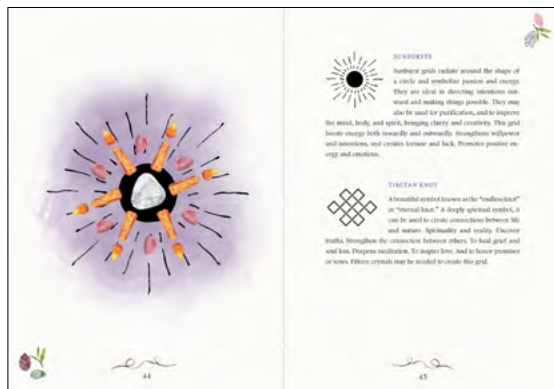 44
SUNBURSTS
Sunburst grids radiate around the shape of
a circle and symbolize passion and energy.
They are ideal in directing intentions out-
ward and making things possible. They may
also be used for purification, and to improve
the mind, body, and spirit, bringing clarity and creativity. This grid
boosts energy both inwardly and outwardly. Strengthens willpower
and intentions, and creates fortune and luck. Promotes positive en-
ergy and emotions.
TIBETAN KNOT
A beautiful symbol known as the “endless knot”
or “eternal knot.” A deeply spiritual symbol, it
can be used to create connections between life
and nature. Spirituality and reality. Uncover
truths. Strengthen the connection between others. To heal grief and
soul loss. Deepens meditation. To inspire love. And to honor promises
or vows. Fifteen crystals may be needed to create this grid.
45